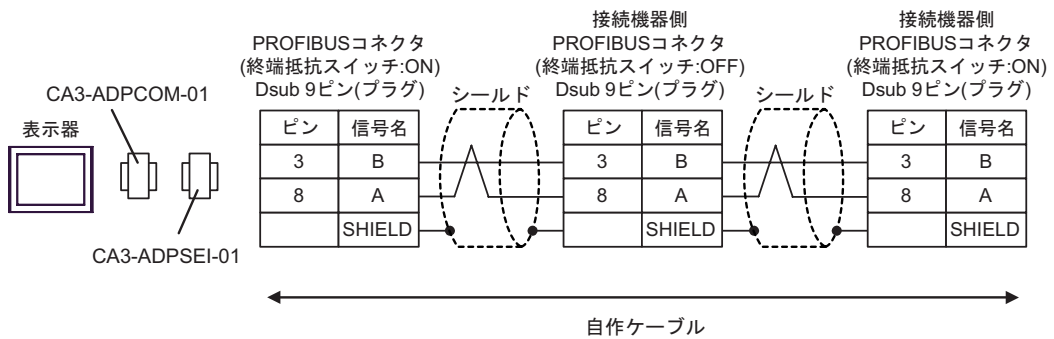 表示器
CA3-ADPCOM-01
CA3-ADPSEI-01
PROFIBUSコネクタ
(終端抵抗スイッチ:ON)
Dsub 9ピン(プラグ)
ピン 信号名
3 B
8 A
SHIELD
シールド
接続機器側
PROFIBUSコネクタ
(終端抵抗スイッチ:OFF)
Dsub 9ピン(プラグ)
ピン 信号名
3 B
8 A
SHIELD
シールド
接続機器側
PROFIBUSコネクタ
(終端抵抗スイッチ:ON)
Dsub 9ピン(プラグ)
ピン 信号名
3 B
8 A
SHIELD
自作ケーブル